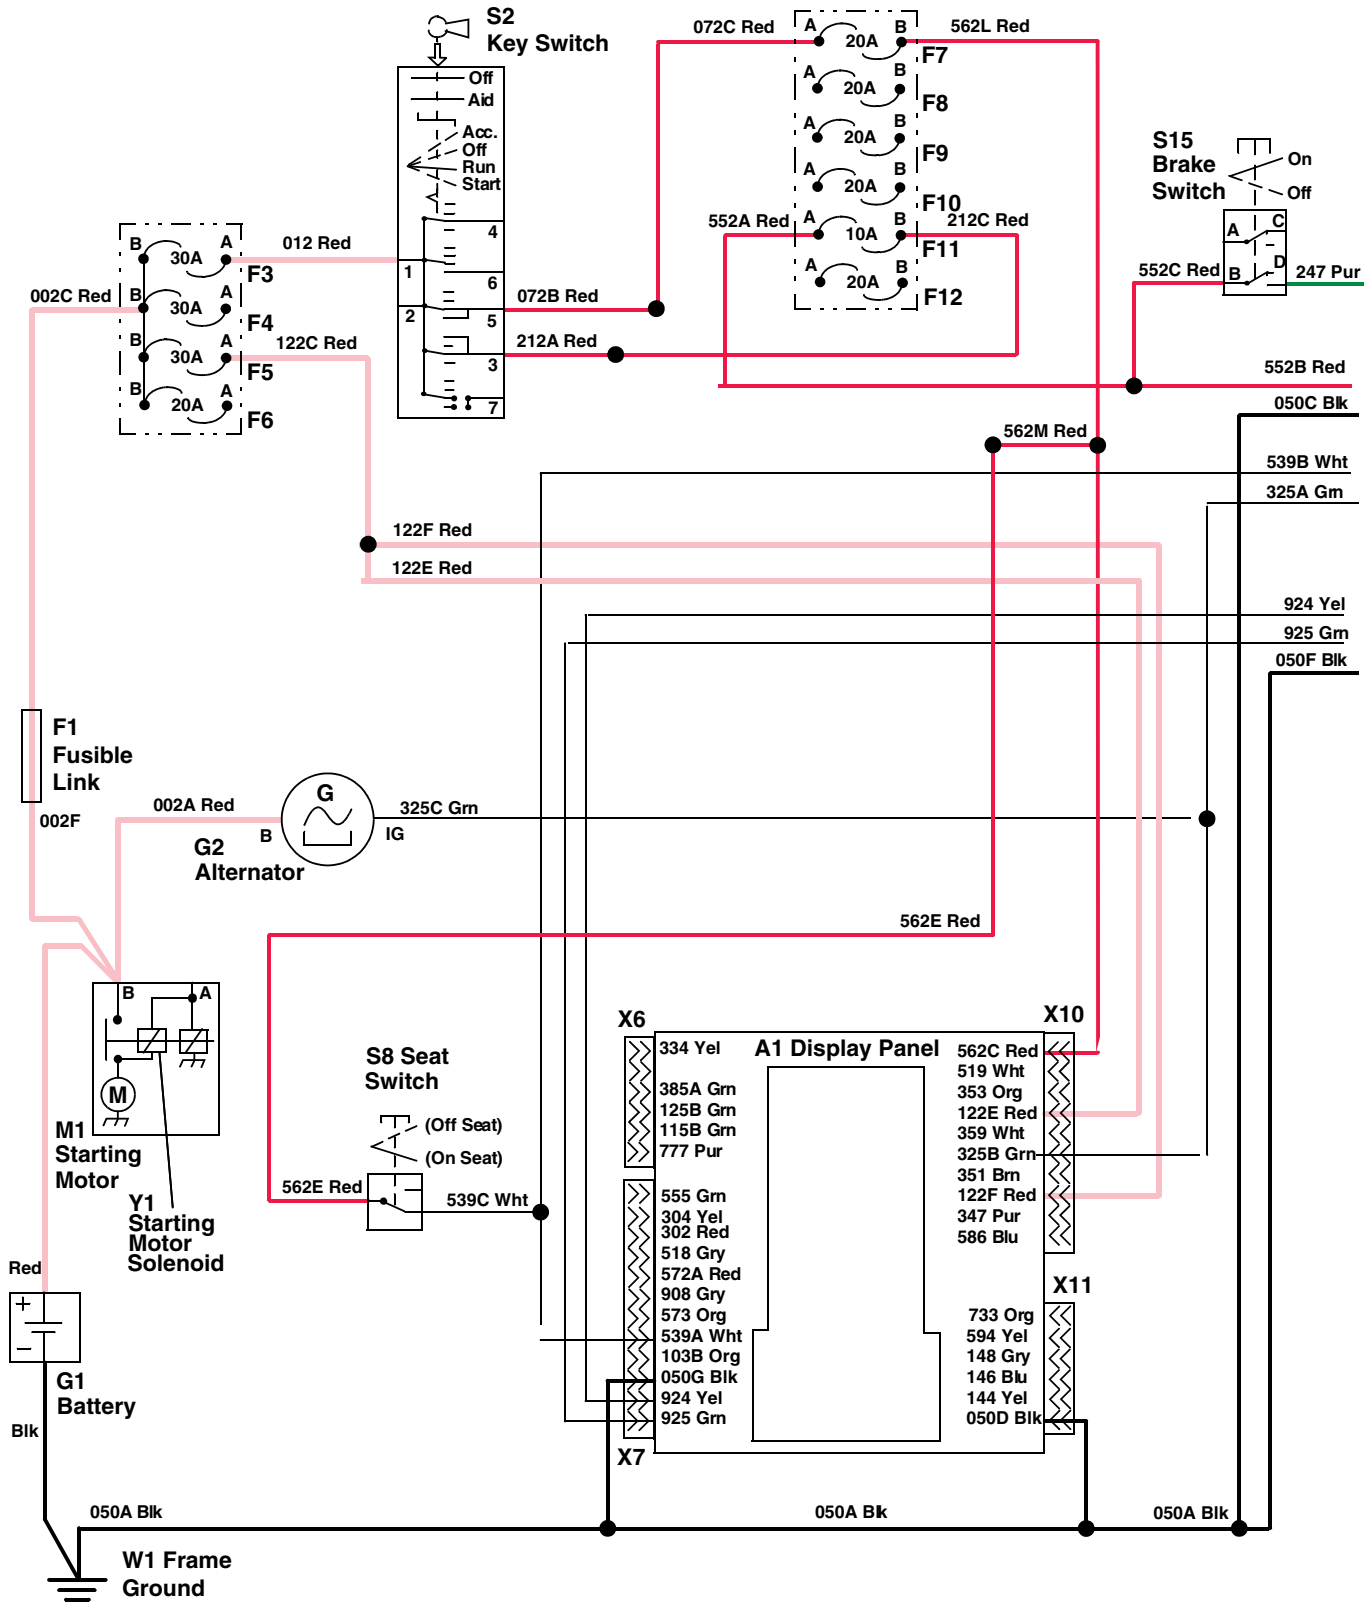 S2
Key Switch
Off
Aid
Acc.
Off
Run
Start
1
2
4
6
5
3
7
072C Red
A
20A
B
F7
562L Red
A
20A
B
F8
A
20A
B
F9
A
20A
B
F10
552A Red
A
10A
B
F11
212C Red
A
20A
B
F12
S15
Brake
Switch
On
Off
A
C
B
D
552C Red
247 Pur
B
30A
A
F3
012 Red
002C Red
B
30A
A
F4
B
30A
A
F5
122C Red
B
20A
A
F6
072B Red
212A Red
552B Red
050C Blk
562M Red
539B Wht
325A Grn
122F Red
122E Red
924 Yel
925 Grn
050F Blk
F1
Fusible
Link
002F
002A Red
B
G
G2
Alternator
325C Grn
IG
562E Red
B
A
M
M1
Starting
Motor
Y1
Starting
Motor
Solenoid
S8 Seat
Switch
(Off Seat)
(On Seat)
562E Red
539C Wht
X6
A1 Display Panel
X10
334 Yel
385A Grn
125B Grn
115B Grn
777 Pur
555 Grn
304 Yel
302 Red
518 Gry
572A Red
908 Gry
573 Org
539A Wht
103B Org
050G Blk
924 Yel
925 Grn
X7
562C Red
519 Wht
353 Org
122E Red
359 Wht
325B Grn
351 Brn
122F Red
347 Pur
586 Blu
X11
733 Org
594 Yel
148 Gry
146 Blu
144 Yel
050D Blk
Red
+
−
G1
Battery
Blk
050A Blk
050A Blk
050A Blk
W1 Frame
Ground